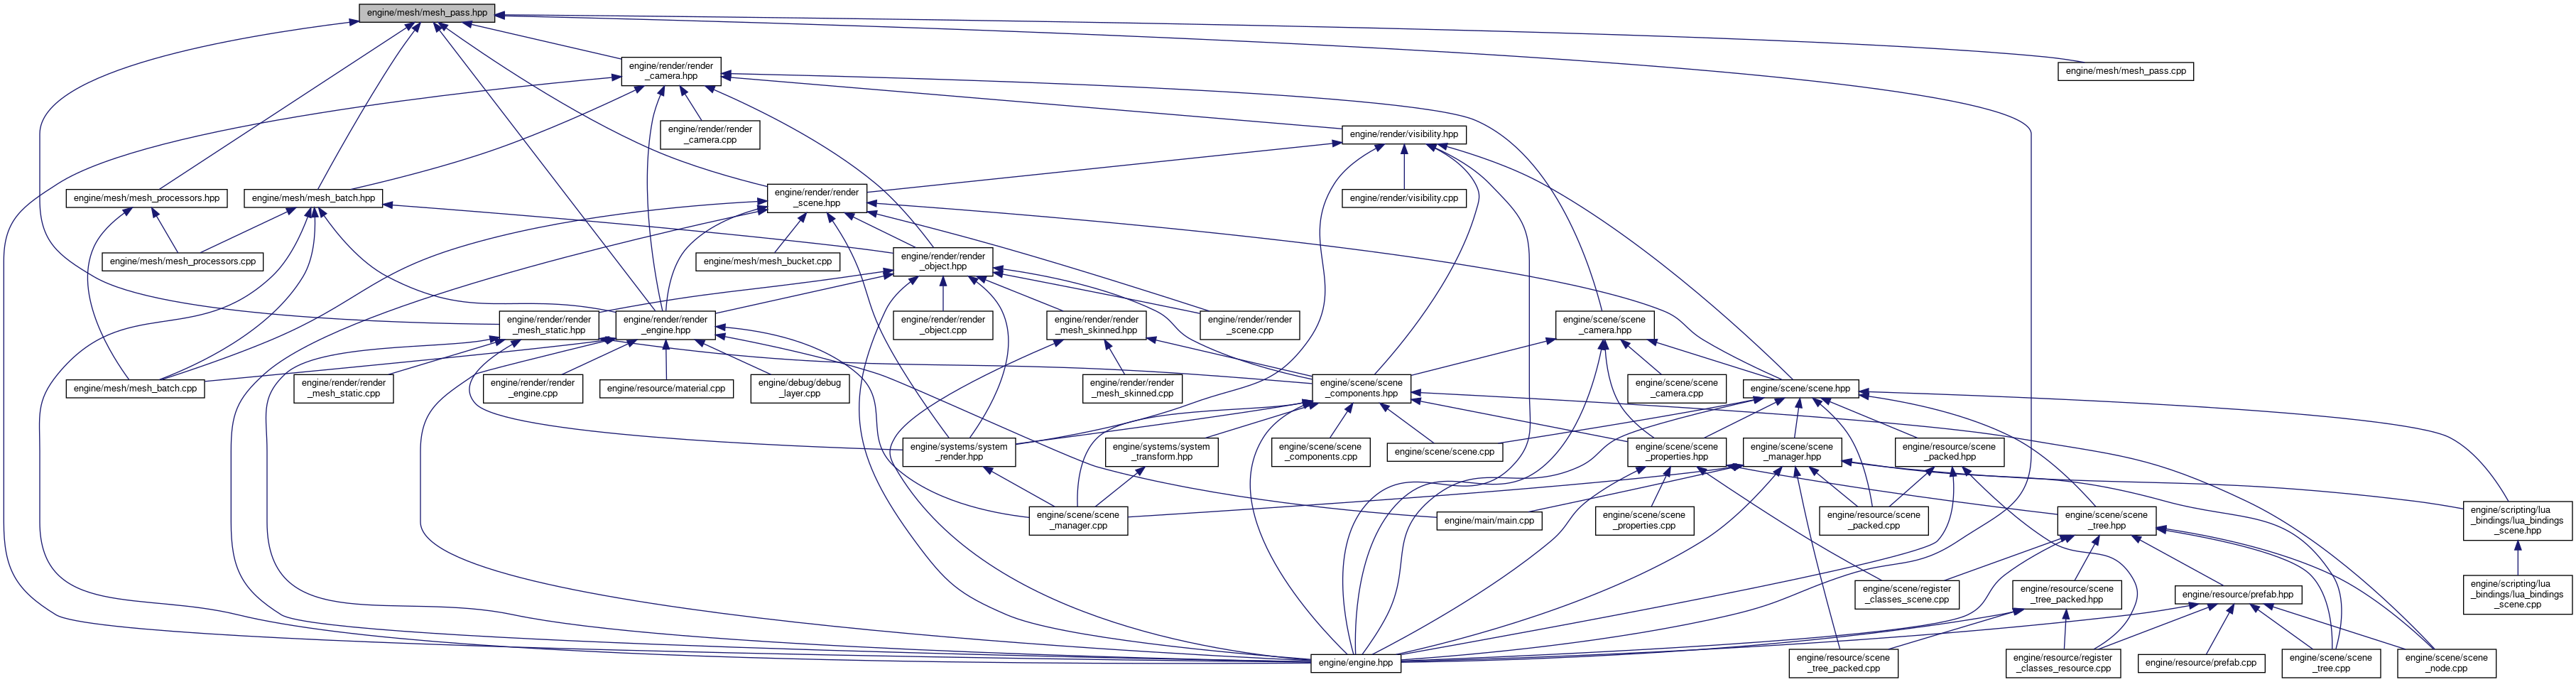 engine/mesh/mesh_pass.hpp
engine/render/render
_camera.hpp
engine/mesh/mesh_pass.cpp
engine/render/render
_camera.cpp
engine/render/visibility.hpp
engine/mesh/mesh_processors.hpp
engine/mesh/mesh_batch.hpp
engine/render/render
_scene.hpp
engine/render/visibility.cpp
engine/mesh/mesh_processors.cpp
engine/mesh/mesh_bucket.cpp
engine/render/render
_object.hpp
engine/render/render
_mesh_static.hpp
engine/render/render
_engine.hpp
engine/render/render
_object.cpp
engine/render/render
_mesh_skinned.hpp
engine/render/render
_scene.cpp
engine/scene/scene
_camera.hpp
engine/mesh/mesh_batch.cpp
engine/render/render
_mesh_static.cpp
engine/render/render
_engine.cpp
engine/resource/material.cpp
engine/debug/debug
_layer.cpp
engine/render/render
_mesh_skinned.cpp
engine/scene/scene
_components.hpp
engine/scene/scene
_camera.cpp
engine/scene/scene.hpp
engine/systems/system
_render.hpp
engine/systems/system
_transform.hpp
engine/scene/scene
_components.cpp
engine/scene/scene.cpp
engine/scene/scene
_properties.hpp
engine/scene/scene
_manager.hpp
engine/resource/scene
_packed.hpp
engine/scene/scene
_manager.cpp
engine/main/main.cpp
engine/scene/scene
_properties.cpp
engine/resource/scene
_packed.cpp
engine/scene/scene
_tree.hpp
engine/scripting/lua
_bindings/lua_bindings
_scene.hpp
engine/scene/register
_classes_scene.cpp
engine/resource/scene
_tree_packed.hpp
engine/resource/prefab.hpp
engine/scripting/lua
_bindings/lua_bindings
_scene.cpp
engine/engine.hpp
engine/resource/scene
_tree_packed.cpp
engine/resource/register
_classes_resource.cpp
engine/resource/prefab.cpp
engine/scene/scene
_tree.cpp
engine/scene/scene
_node.cpp